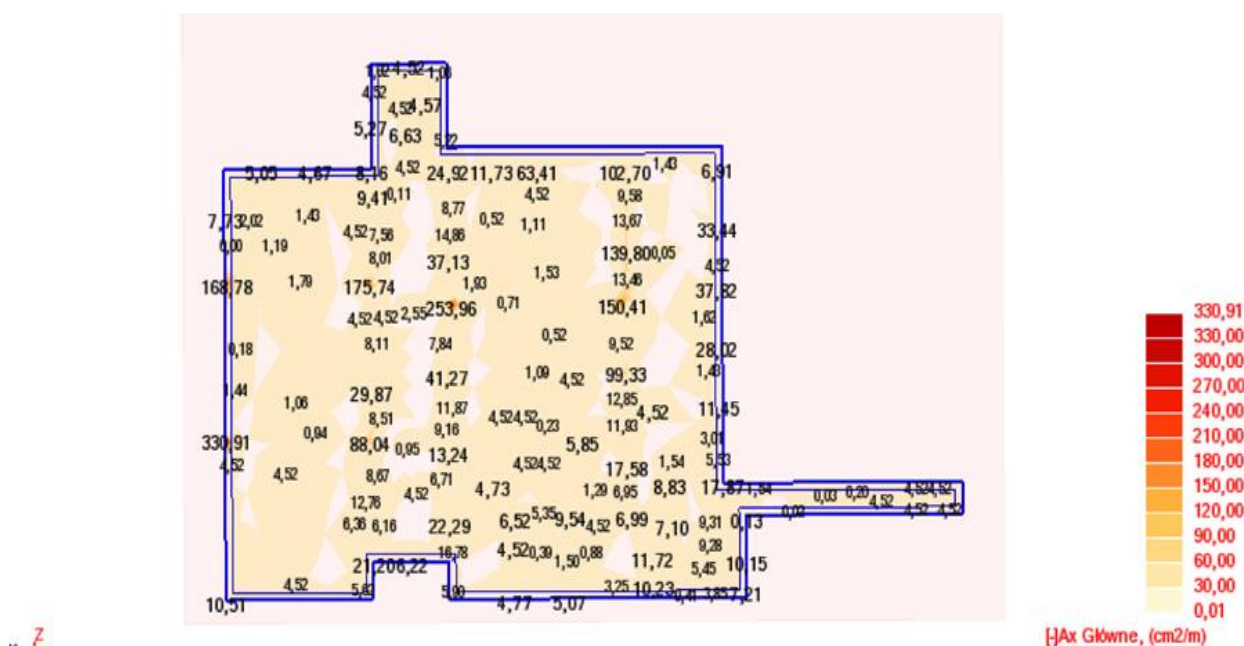 1,02 4,52 1,03
4,52
4,52 4,57
5,27
6,63 5,22
5,05 4,67 8,16 4,52 24,92 11,73 63,41 102,70 1,43 6,91
9,41 0,11 4,52 9,58
8,77
7,73 2,02 1,43 0,52 1,11 13,67
4,52 7,56 14,86 33,44
0,00 1,19
8,01 37,13 139,80 0,05 4,52
168,78 1,79 175,74 1,93 1,53 13,46 37,82
4,52 4,52 2,55 253,96 0,71 150,41 1,62
0,18 8,11 7,84 0,52 9,52 28,02
41,27 1,09 4,52 99,33 1,43
1,44 1,06 29,87 12,85
8,51 11,87 4,52 4,52 0,23 11,93 4,52 11,45
330,91 0,94 88,04 0,95 9,16 5,85 3,01
4,52 4,52 13,24 4,52 4,52 17,58 1,54 5,53
8,67 6,71
12,76 4,52 4,73 1,29 6,95 8,83 17,87 1,54 0,03 0,20 4,52 4,52
4,52
6,36 6,16 22,29 6,52 5,35 9,54 4,52 6,99 7,10 9,31 0,13 0,02 4,52 4,52
16,78 4,52 0,39 1,50 0,88 11,72 9,28
21,20 6,22 5,45 10,15
10,51 4,52 5,62 5,90 4,77 5,07 3,25 10,23 0,41 3,85 7,21
330,91
330,00
300,00
270,00
240,00
210,00
180,00
150,00
120,00
90,00
60,00
30,00
0,01
[-]Ax Główne, (cm2/m)
Z